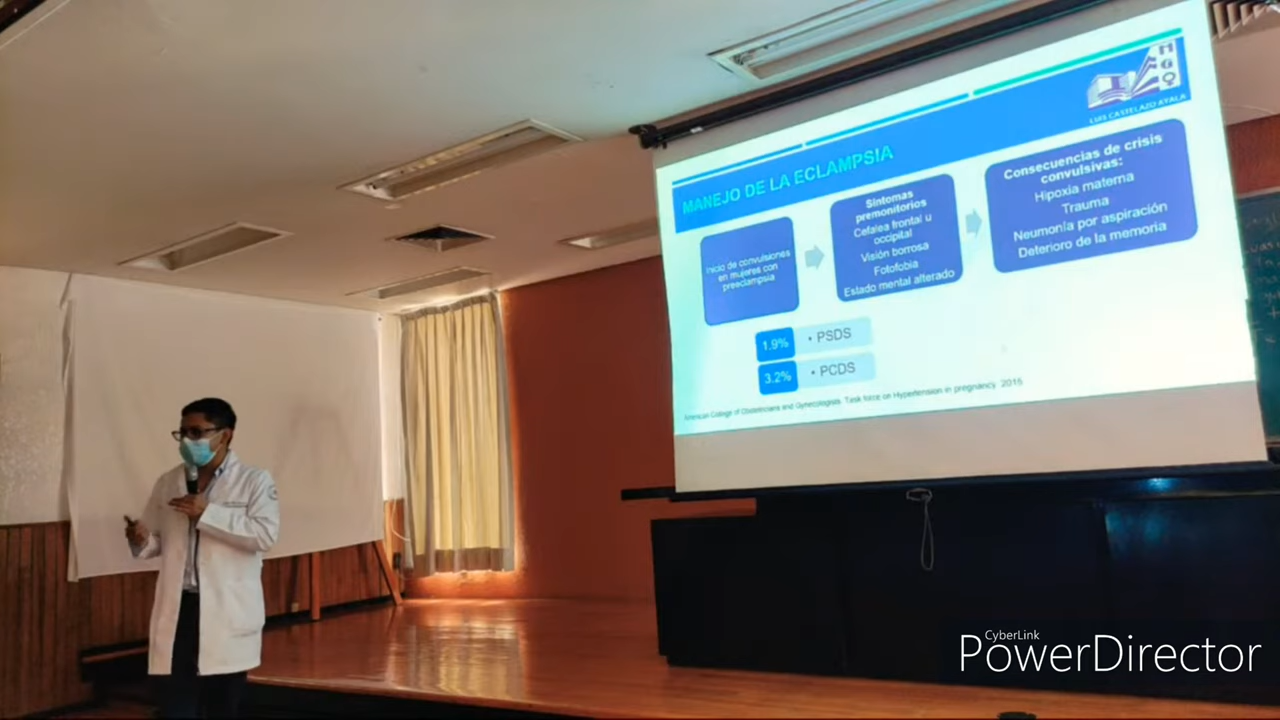 H
G
O
LUIS CASTELAZO AYALA
MANEJO DE LA ECLAMPSIA
Inicio de convulsiones
en mujeres con
preeclampsia
Síntomas
premonitorios
Cefalea frontal u
occipital
Visión borrosa
Fotofobia
Estado mental alterado
Consecuencias de crisis
convulsivas:
Hipoxia materna
Trauma
Neumonía por aspiración
Deterioro de la memoria
1.9% • PSDS
3.2% • PCDS
American College of Obstetricians and Gynecologists. Task force on Hypertension in pregnancy 2015
CyberLink
PowerDirector